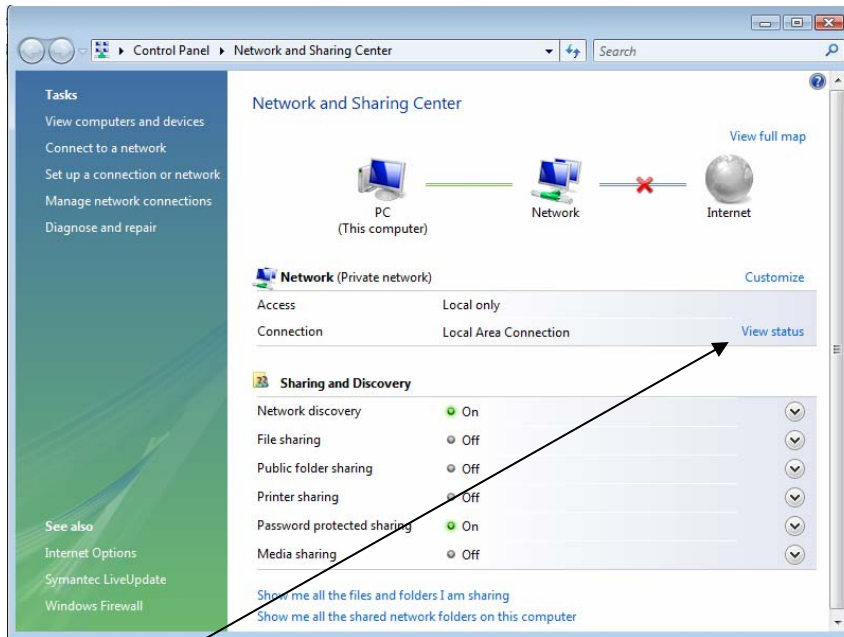 Control Panel Network and Sharing Center Search
Tasks
View computers and devices
Connect to a network
Set up a connection or network
Manage network connections
Diagnose and repair
See also
Internet Options
Symantec LiveUpdate
Windows Firewall
Network and Sharing Center
View full map
PC
(This computer)
Network
Internet
Network (Private network) Customize
Access Local only
Connection Local Area Connection View status
Sharing and Discovery
Network discovery On
File sharing Off
Public folder sharing Off
Printer sharing Off
Password protected sharing On
Media sharing Off
Show me all the files and folders I am sharing
Show me all the shared network folders on this computer